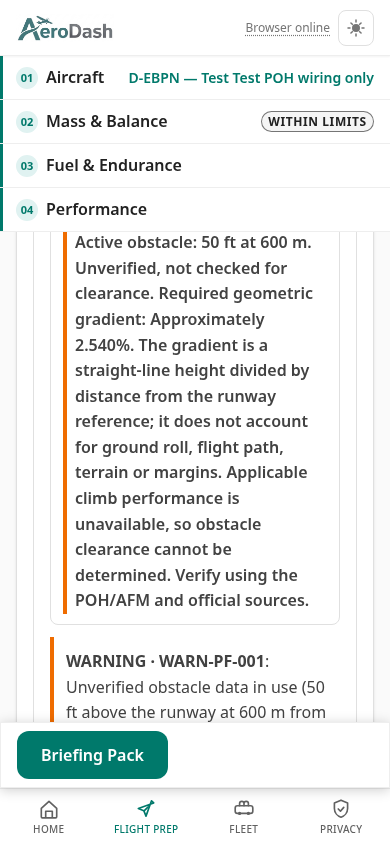 AeroDash
Browser online
01 Aircraft D-EBPN — Test Test POH wiring only
02 Mass & Balance WITHIN LIMITS
03 Fuel & Endurance
04 Performance
Active obstacle: 50 ft at 600 m.
Unverified, not checked for
clearance. Required geometric
gradient: Approximately
2.540%. The gradient is a
straight-line height divided by
distance from the runway
reference; it does not account
for ground roll, flight path,
terrain or margins. Applicable
climb performance is
unavailable, so obstacle
clearance cannot be
determined. Verify using the
POH/AFM and official sources.
WARNING · WARN-PF-001:
Unverified obstacle data in use (50
ft above the runway at 600 m from
Briefing Pack
HOME FLIGHT PREP FLEET PRIVACY